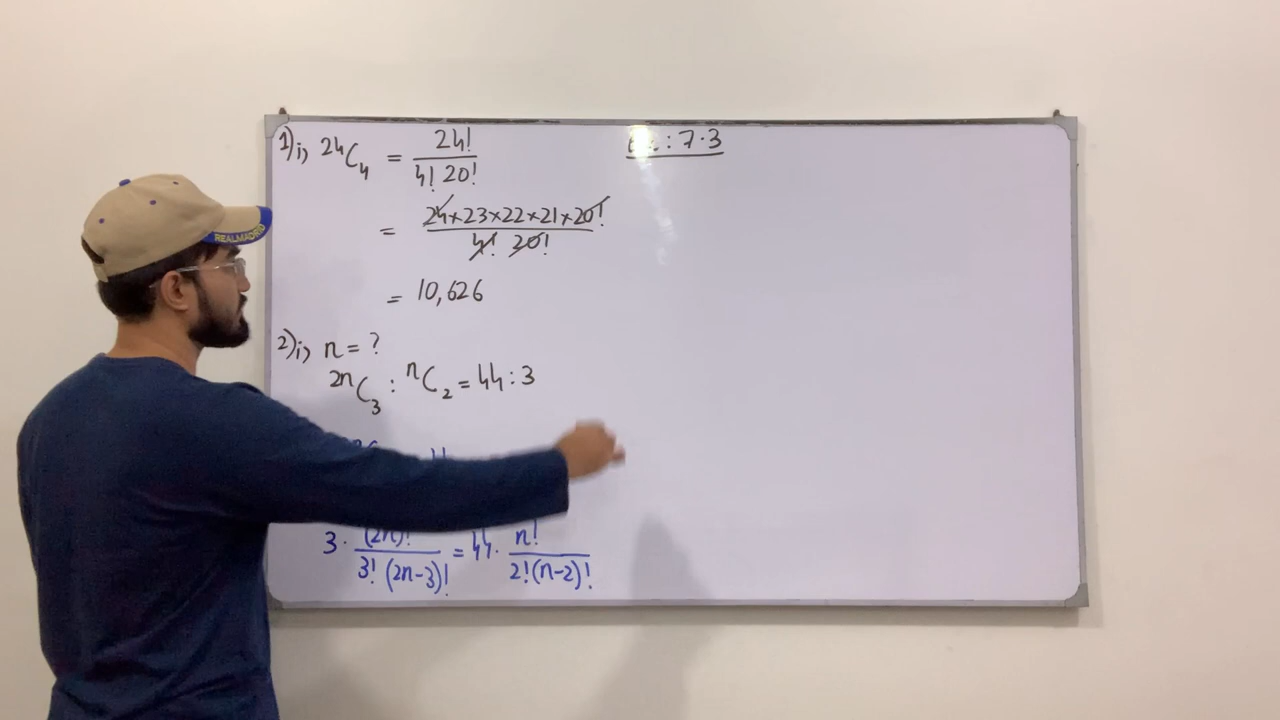 1)i, ²⁴C₄ = 24! / 4! 20!
= 24×23×22×21×20! / 4! 20!
= 10,626
2)i, n = ?
²ⁿC₃ : ⁿC₂ = 44 : 3
3 · (2n)! / 3! (2n-3)! = 44 · n! / 2!(n-2)!
: 7.3
REALMADRID